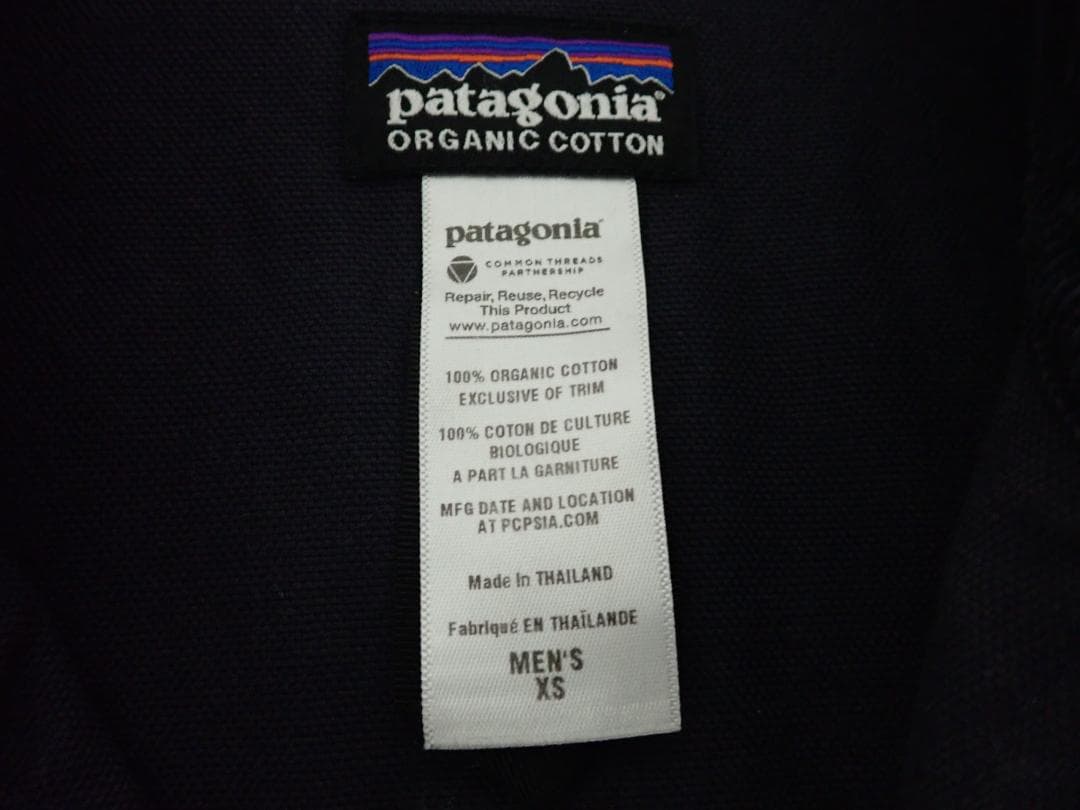 patagonia®
ORGANIC COTTON
patagonia®
COMMON THREADS
PARTNERSHIP
Repair, Reuse, Recycle
This Product
www.patagonia.com
100% ORGANIC COTTON
EXCLUSIVE OF TRIM
100% COTON DE CULTURE
BIOLOGIQUE
A PART LA GARNITURE
MFG DATE AND LOCATION
AT PCPSIA.COM
Made In THAILAND
Fabriqué EN THAÏLANDE
MEN'S
XS